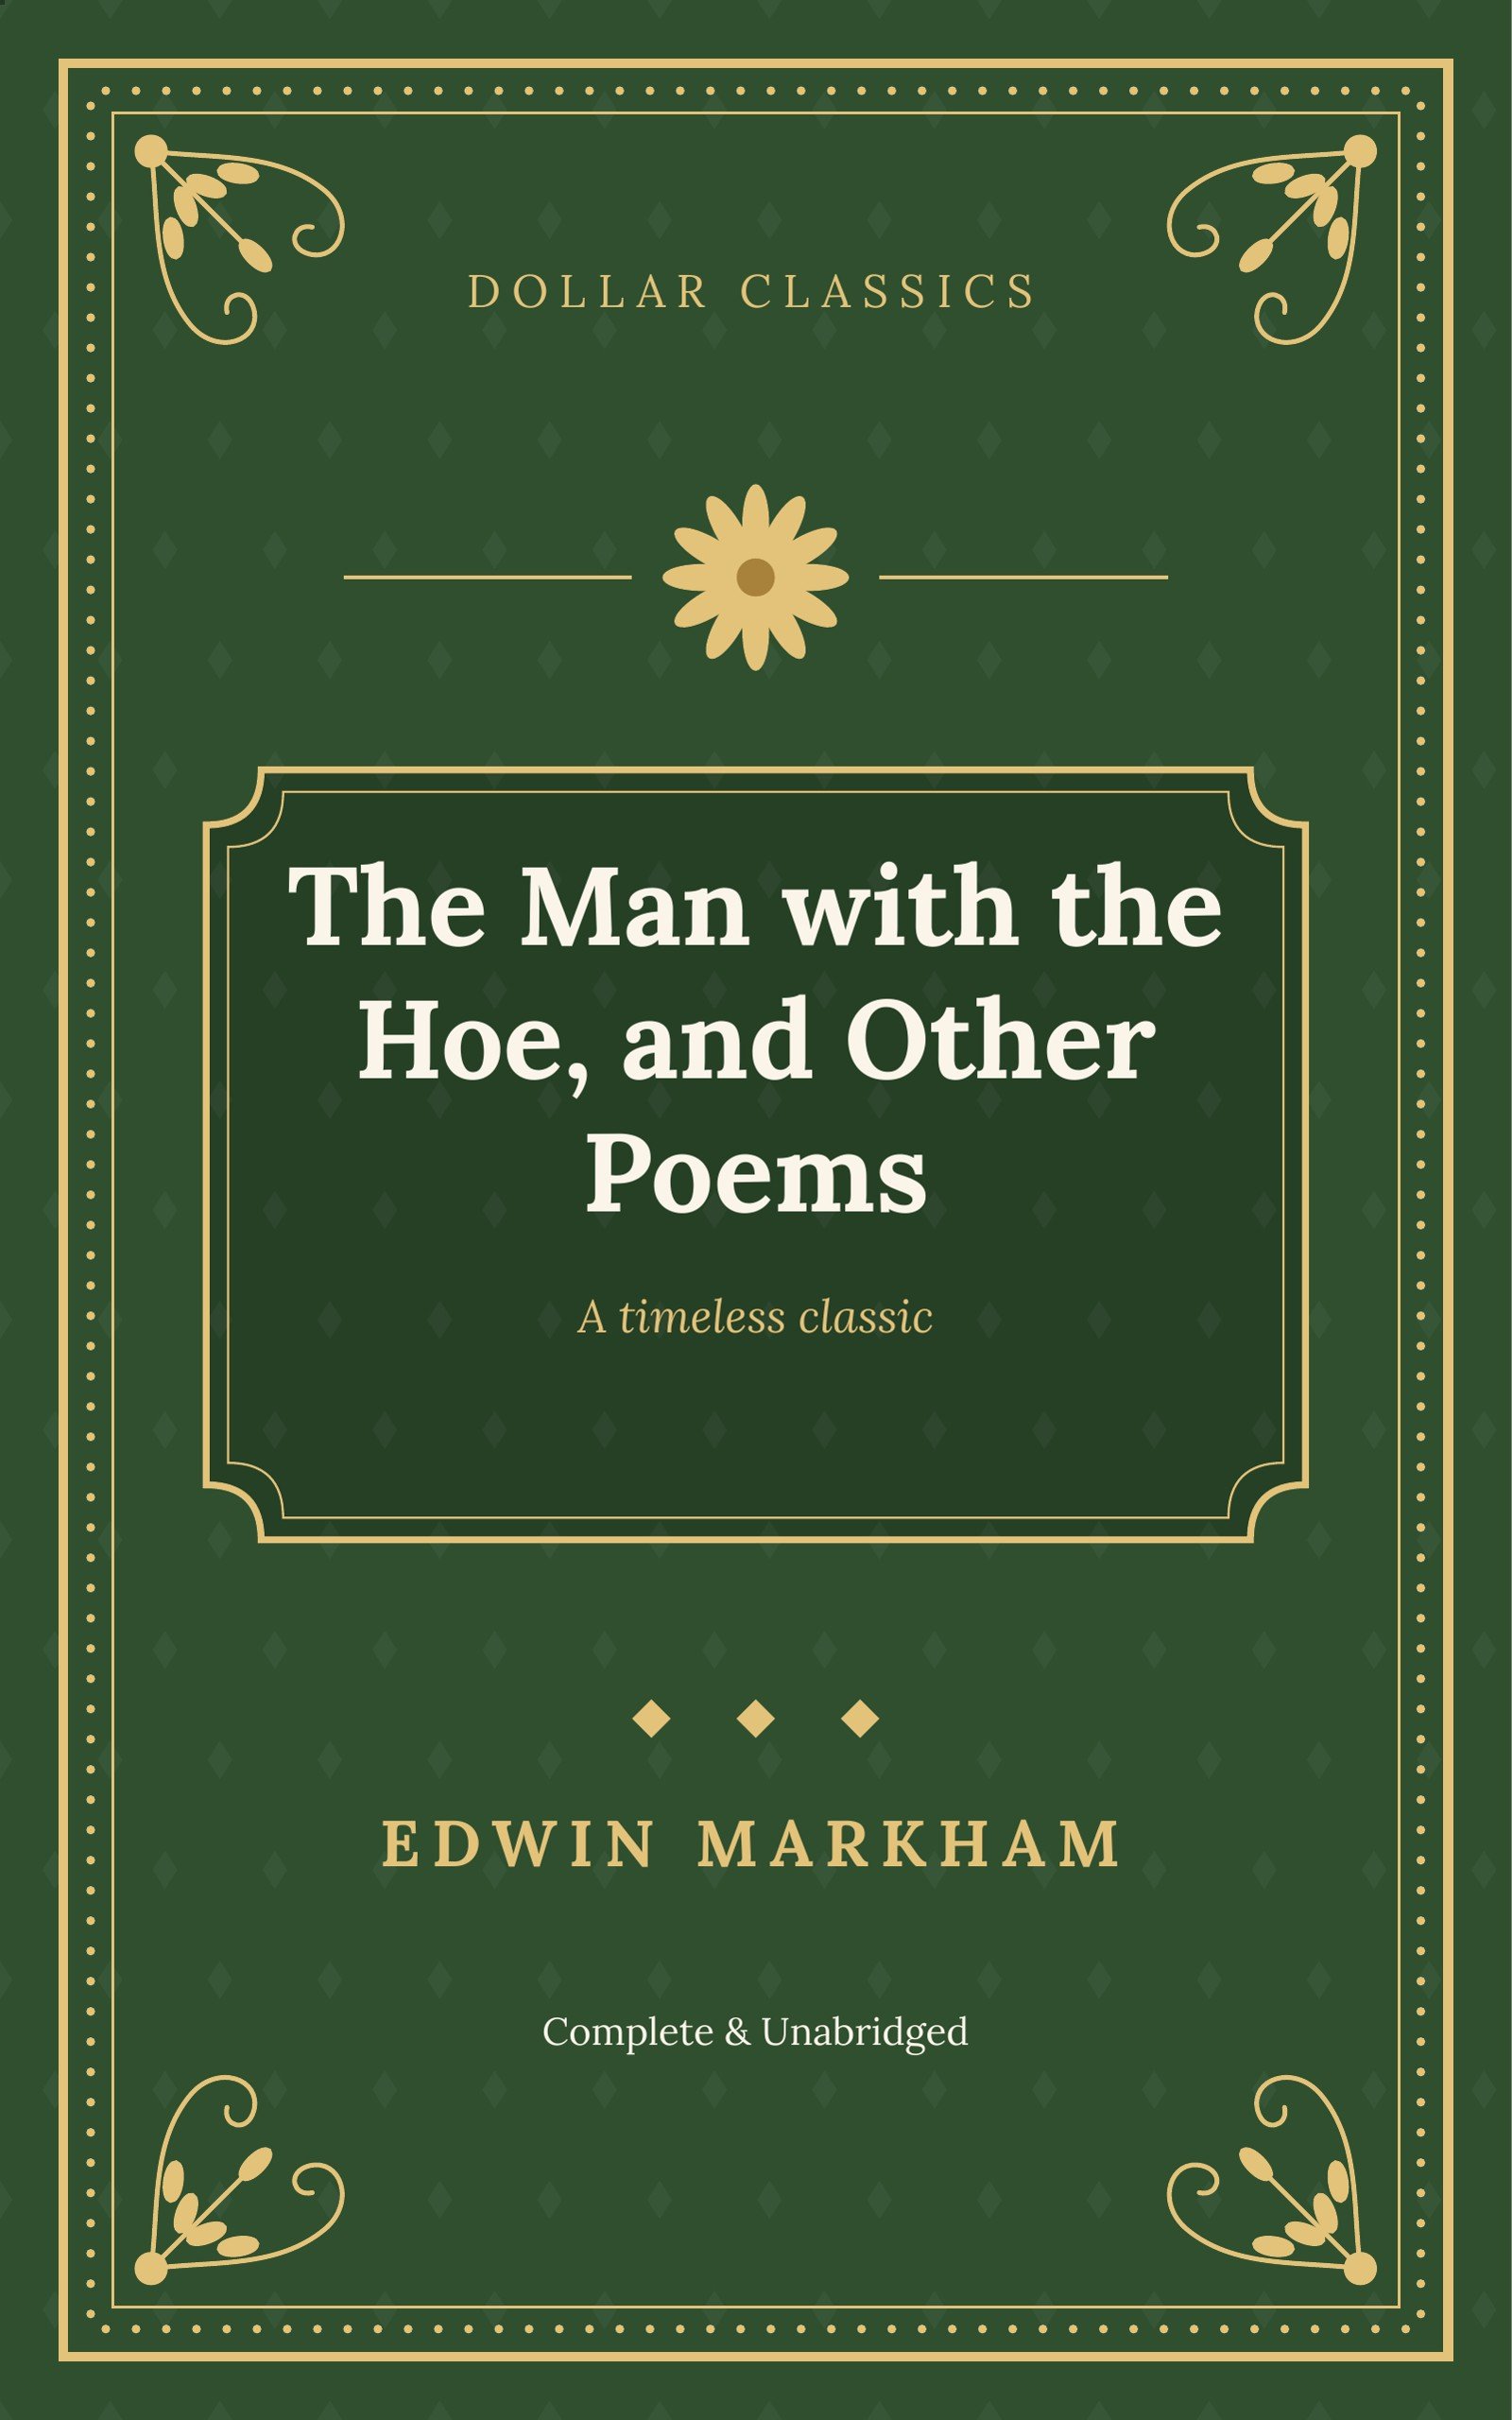 DOLLAR CLASSICS
The Man with the
Hoe, and Other
Poems
A timeless classic
EDWIN MARKHAM
Complete & Unabridged